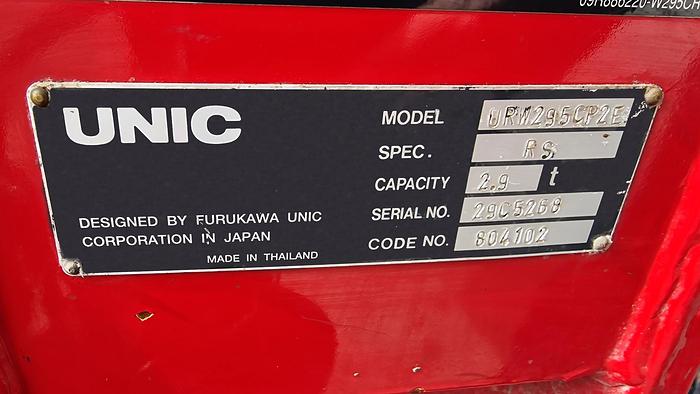 UNIC
MODEL URW295CP2E
SPEC. RS
CAPACITY 2.9 t
SERIAL NO. 29C5268
CODE NO. 804102
DESIGNED BY FURUKAWA UNIC
CORPORATION IN JAPAN
MADE IN THAILAND